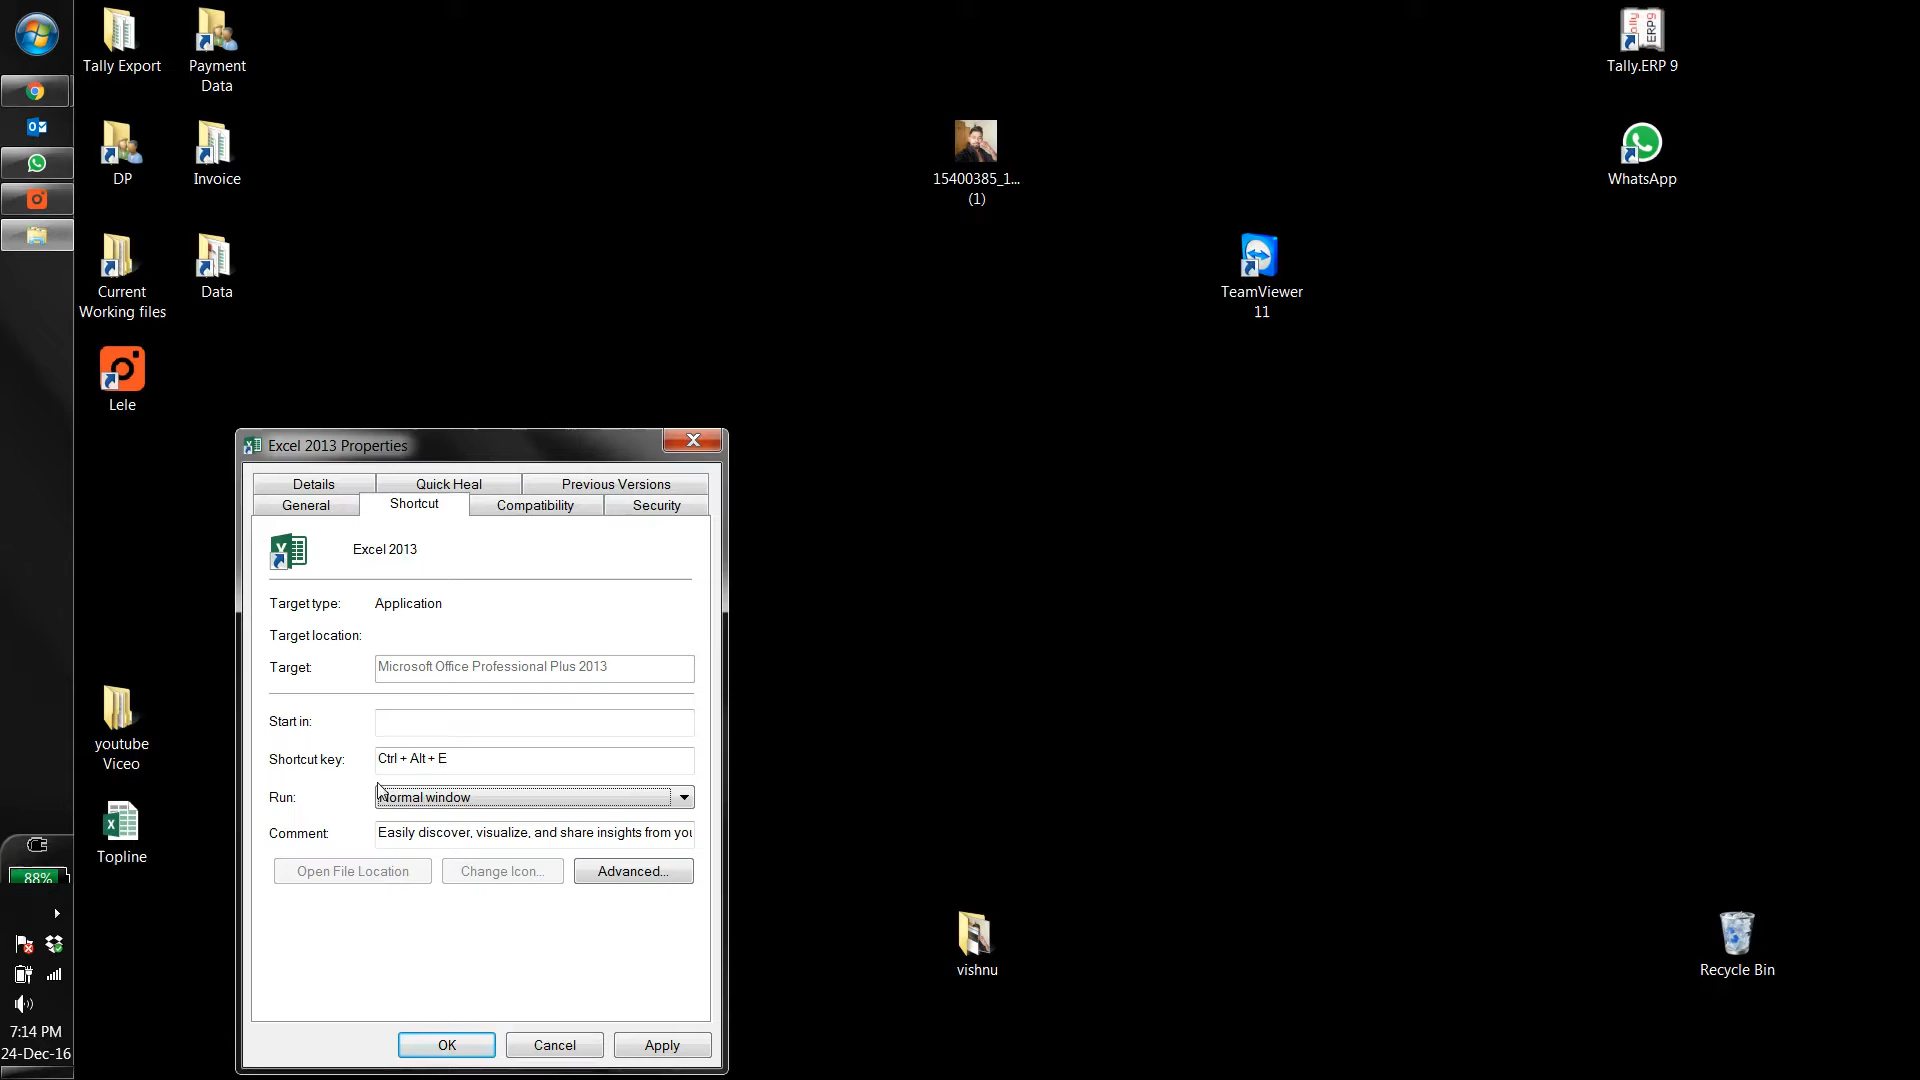 Tally Export
Payment
Data
DP
Invoice
Current
Working files
Data
Lele
youtube
Viceo
Topline
15400385_1...
(1)
TeamViewer
11
Tally.ERP 9
WhatsApp
vishnu
Recycle Bin
Excel 2013 Properties
Details
Quick Heal
Previous Versions
General
Shortcut
Compatibility
Security
Excel 2013
Target type: Application
Target location:
Target: Microsoft Office Professional Plus 2013
Start in:
Shortcut key: Ctrl + Alt + E
Run: Normal window
Comment: Easily discover, visualize, and share insights from you
Open File Location
Change Icon...
Advanced...
OK
Cancel
Apply
88%
7:14 PM
24-Dec-16